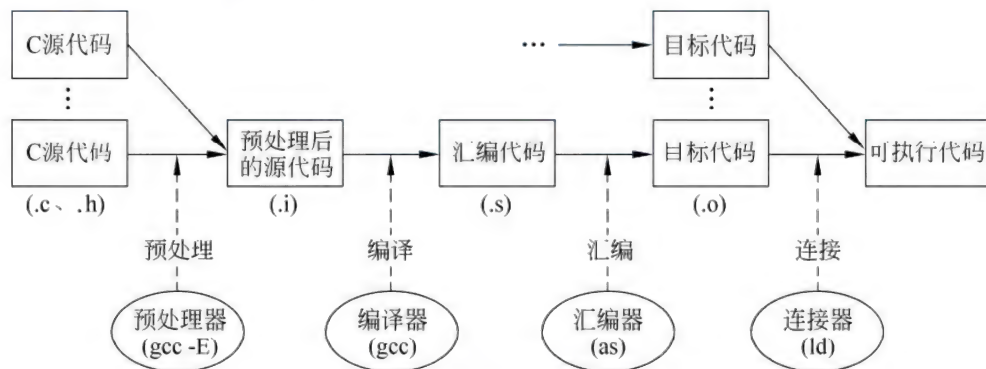 C源代码
…
目标代码
⋮
⋮
C源代码
预处理后
的源代码
汇编代码
目标代码
可执行代码
(.c、.h)
(.i)
(.s)
(.o)
预处理
编译
汇编
连接
预处理器
(gcc -E)
编译器
(gcc)
汇编器
(as)
连接器
(ld)